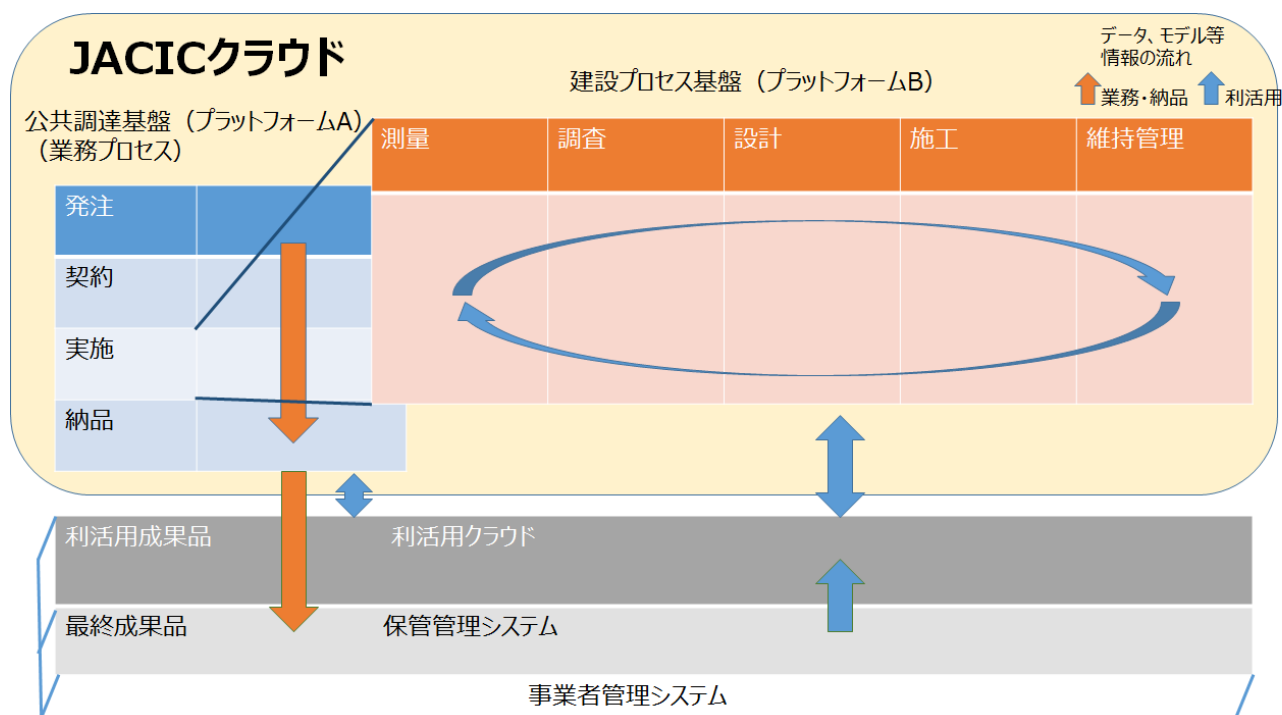 JACICクラウド
データ、モデル等
情報の流れ
業務・納品 利活用
建設プロセス基盤（プラットフォームB）
公共調達基盤（プラットフォームA）
（業務プロセス）
測量 調査 設計 施工 維持管理
発注
契約
実施
納品
利活用成果品 利活用クラウド
最終成果品 保管管理システム
事業者管理システム